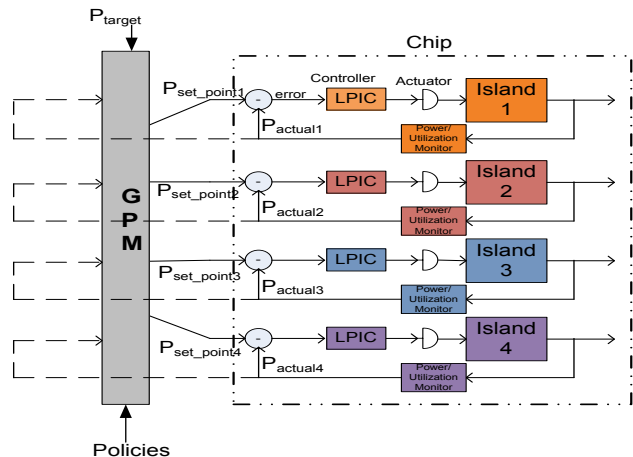 P_target
Chip
P_set_point1
error
Controller
LPIC
Actuator
Island
1
P_actual1
Power/
Utilization
Monitor
P_set_point2
LPIC
Island
2
P_actual2
Power/
Utilization
Monitor
GPM
P_set_point3
LPIC
Island
3
P_actual3
Power/
Utilization
Monitor
P_set_point4
LPIC
Island
4
P_actual4
Power/
Utilization
Monitor
Policies